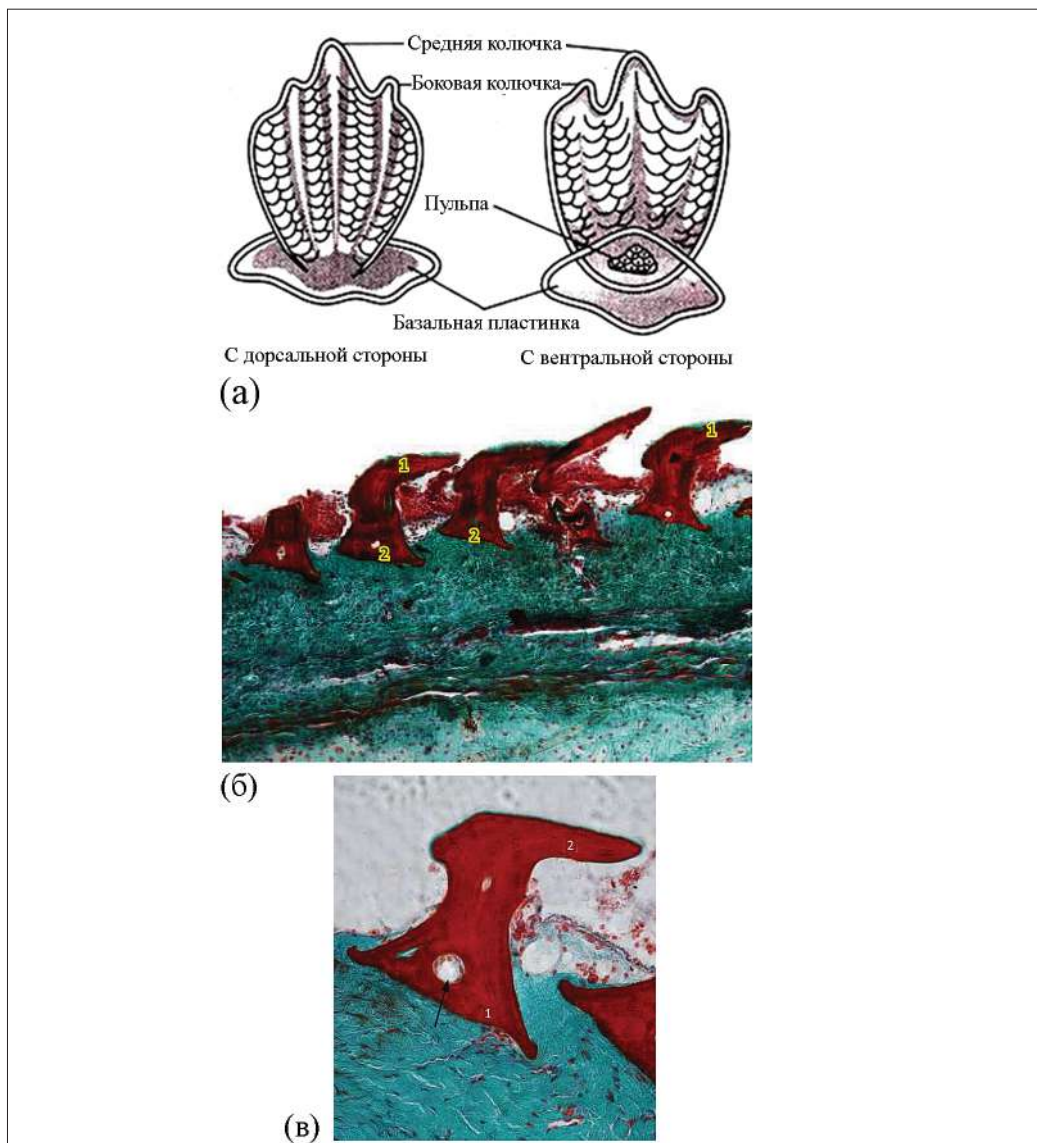 Средняя колючка
Боковая колючка
Пульпа
Базальная пластинка
С дорсальной стороны
С вентральной стороны
(а)
1
1
2
2
(б)
2
1
(в)